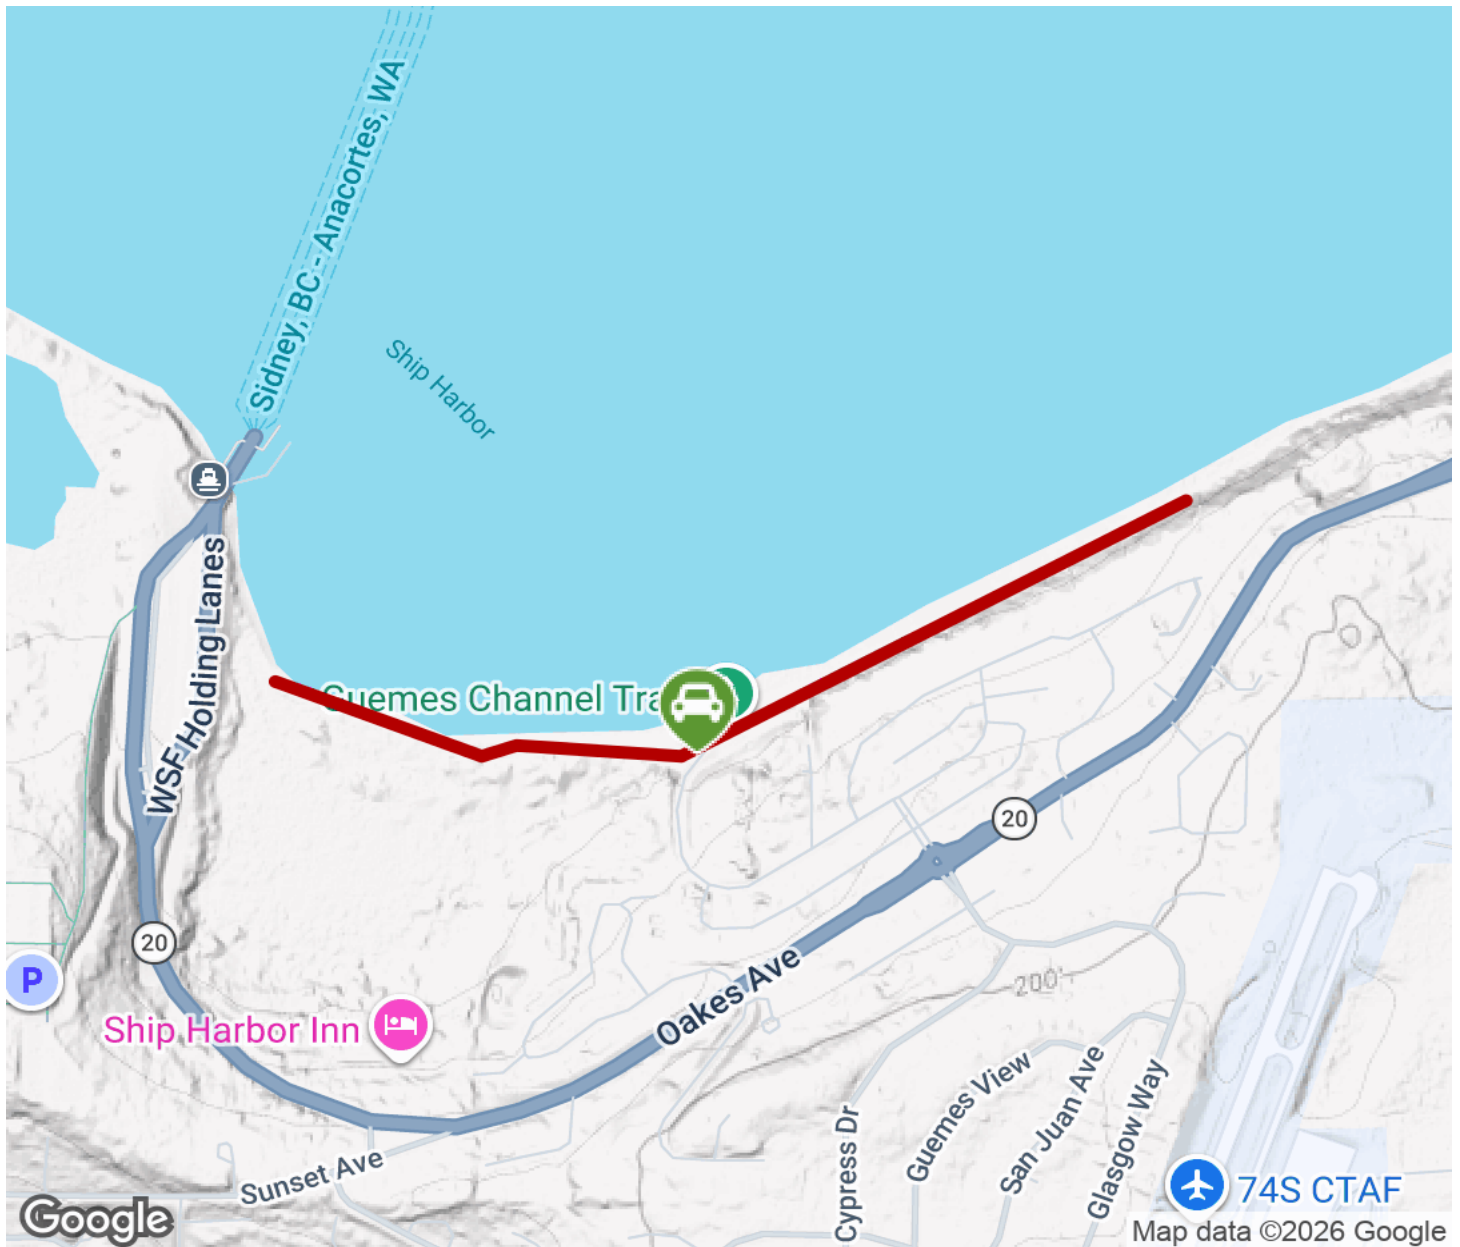 Sidney, BC - Anacortes, WA
Ship Harbor
WSF Holding Lanes
Guemes Channel Tra
20
20
P
Oakes Ave
200'
Ship Harbor Inn
Guemes View
San Juan Ave
Glasgow Way
Cypress Dr
Sunset Ave
74S CTAF
Google
Map data ©2026 Google